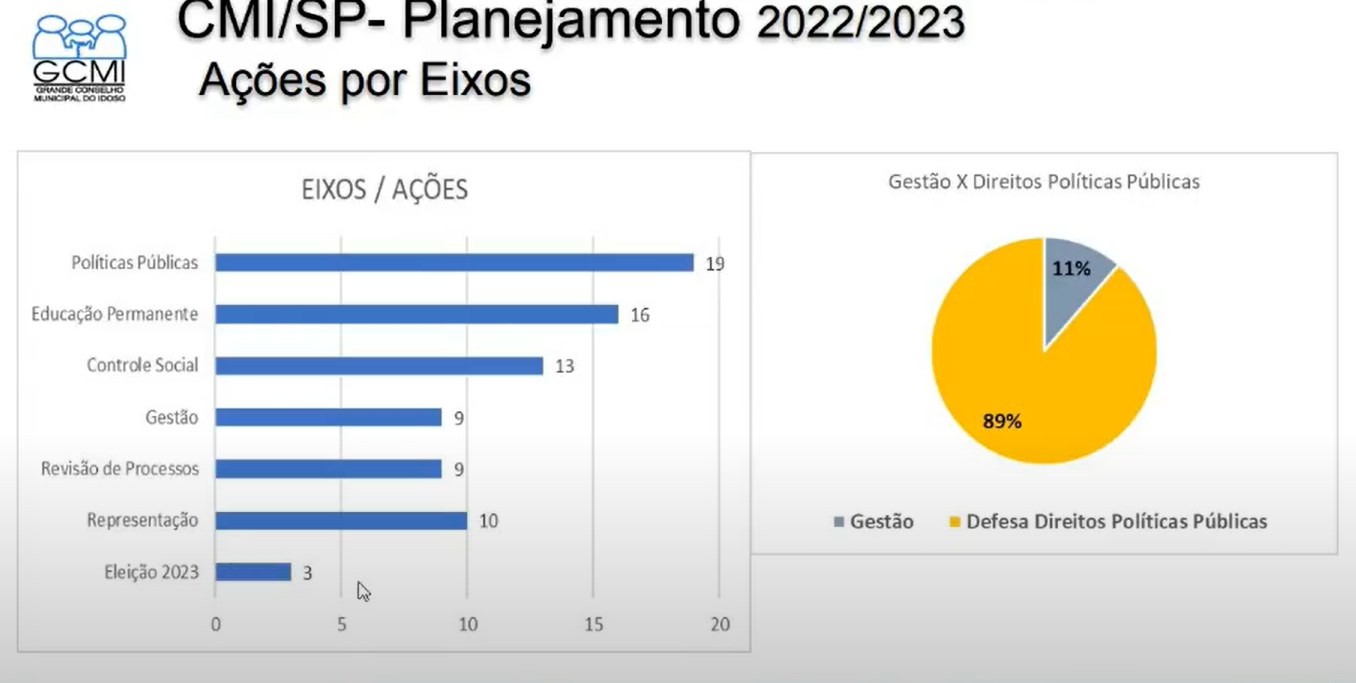 CMI/SP- Planejamento 2022/2023
Ações por Eixos
GCMI
GRANDE CONSELHO
MUNICIPAL DO IDOSO
EIXOS / AÇÕES
Políticas Públicas 19
Educação Permanente 16
Controle Social 13
Gestão 9
Revisão de Processos 9
Representação 10
Eleição 2023 3
0 5 10 15 20
Gestão X Direitos Políticas Públicas
11%
89%
Gestão Defesa Direitos Políticas Públicas